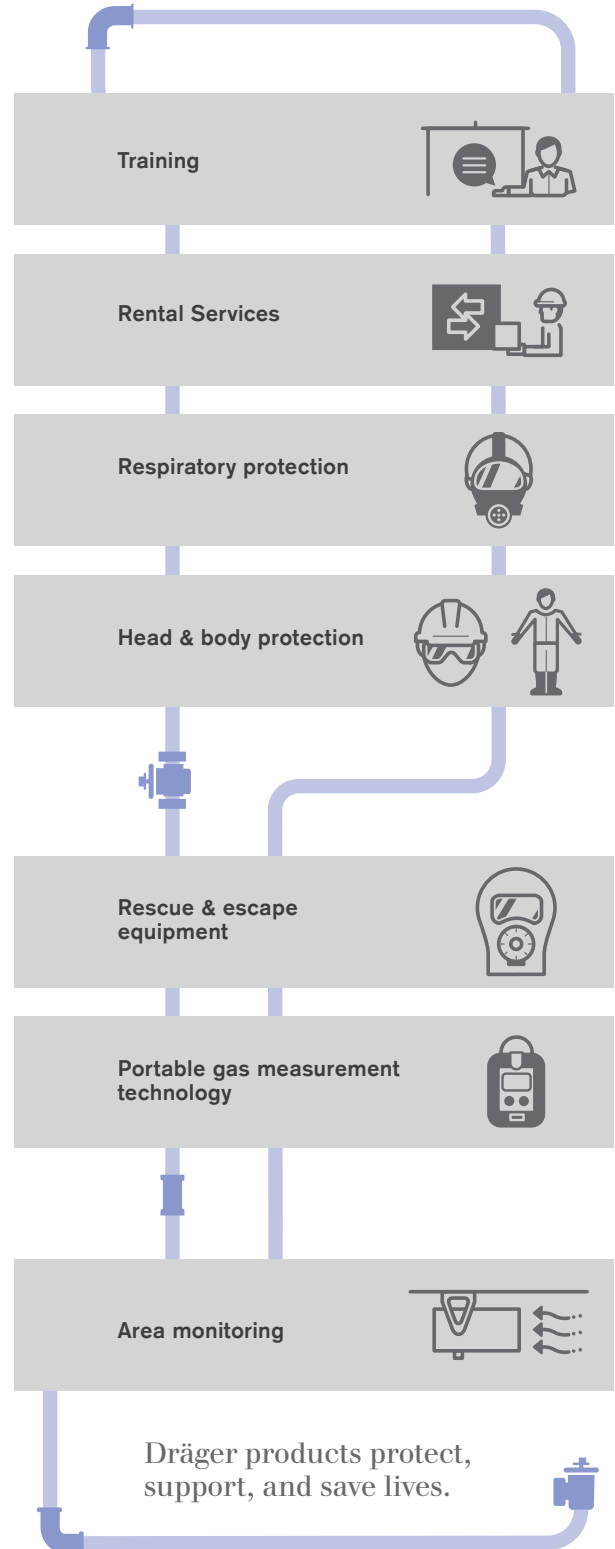 Training
Rental Services
Respiratory protection
Head & body protection
Rescue & escape
equipment
Portable gas measurement
technology
Area monitoring
Dräger products protect,
support, and save lives.